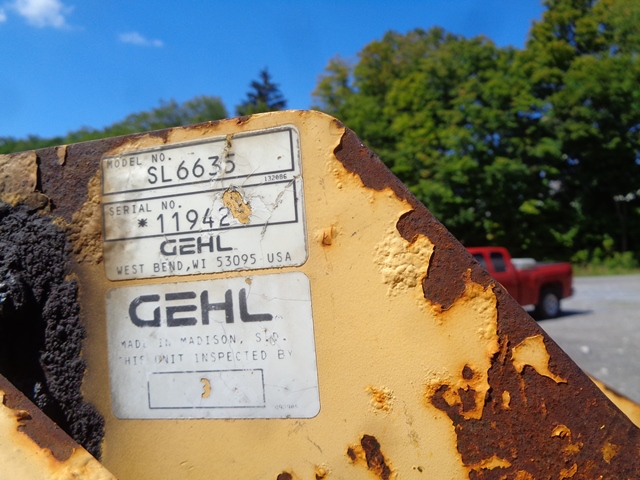 MODEL NO.
SL6635
132086
SERIAL NO.
*11942
GEHL
WEST BEND, WI 53095 USA
GEHL
MADE IN MADISON, S.D.
THIS UNIT INSPECTED BY